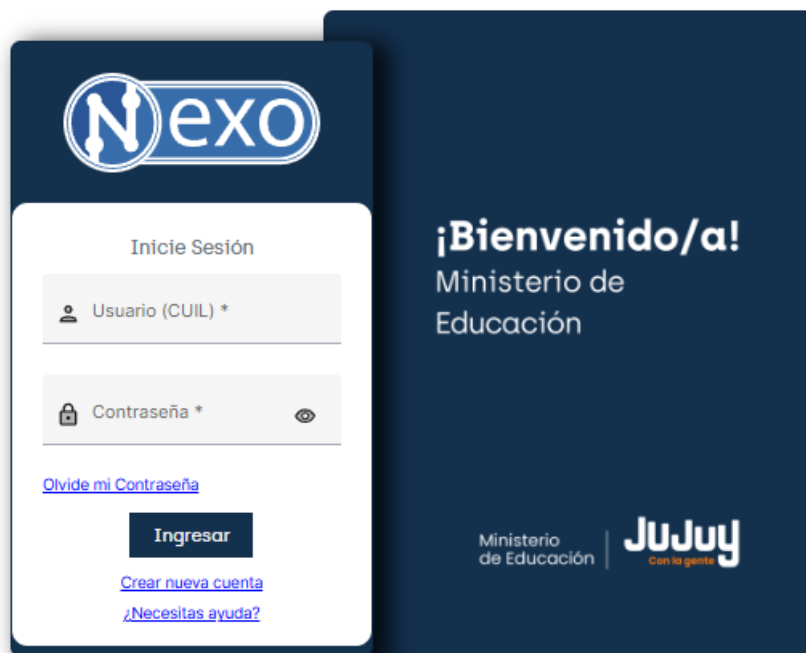 Nexo
Inicie Sesión
Usuario (CUIL) *
Contraseña *
Olvide mi Contraseña
Ingresar
Crear nueva cuenta
¿Necesitas ayuda?
¡Bienvenido/a!
Ministerio de
Educación
Ministerio
de Educación
JuJuy
Con la gente